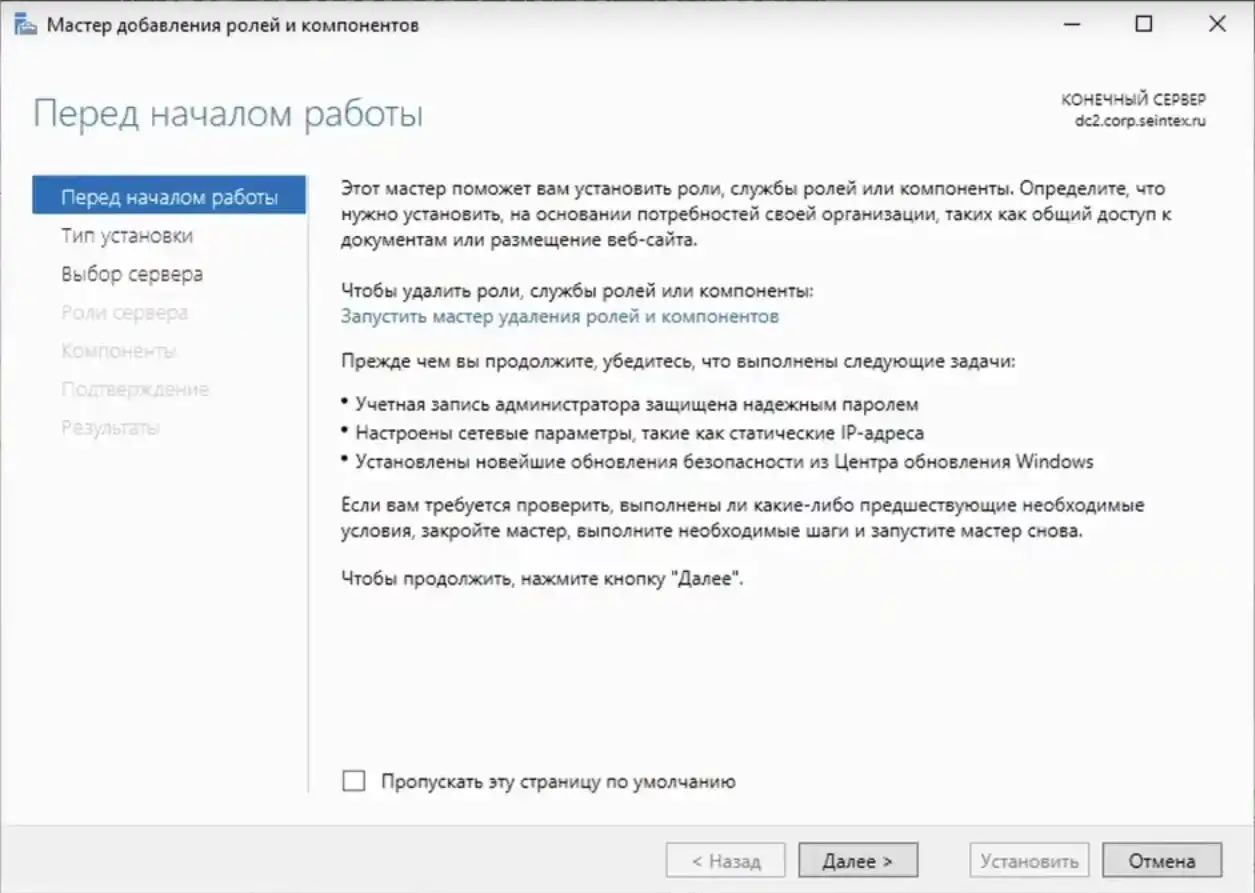 Мастер добавления ролей и компонентов
Перед началом работы
КОНЕЧНЫЙ СЕРВЕР
dc2.corp.seintex.ru
Перед началом работы
Тип установки
Выбор сервера
Роли сервера
Компоненты
Подтверждение
Результаты
Этот мастер поможет вам установить роли, службы ролей или компоненты. Определите, что
нужно установить, на основании потребностей своей организации, таких как общий доступ к
документам или размещение веб-сайта.
Чтобы удалить роли, службы ролей или компоненты:
Запустить мастер удаления ролей и компонентов
Прежде чем вы продолжите, убедитесь, что выполнены следующие задачи:
• Учетная запись администратора защищена надежным паролем
• Настроены сетевые параметры, такие как статические IP-адреса
• Установлены новейшие обновления безопасности из Центра обновления Windows
Если вам требуется проверить, выполнены ли какие-либо предшествующие необходимые
условия, закройте мастер, выполните необходимые шаги и запустите мастер снова.
Чтобы продолжить, нажмите кнопку "Далее".
Пропускать эту страницу по умолчанию
< Назад
Далее >
Установить
Отмена